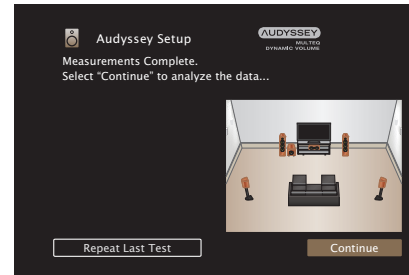 Audyssey Setup
AUDYSSEY
MULTEQ
DYNAMIC VOLUME
Measurements Complete.
Select “Continue” to analyze the data...
Repeat Last Test
Continue